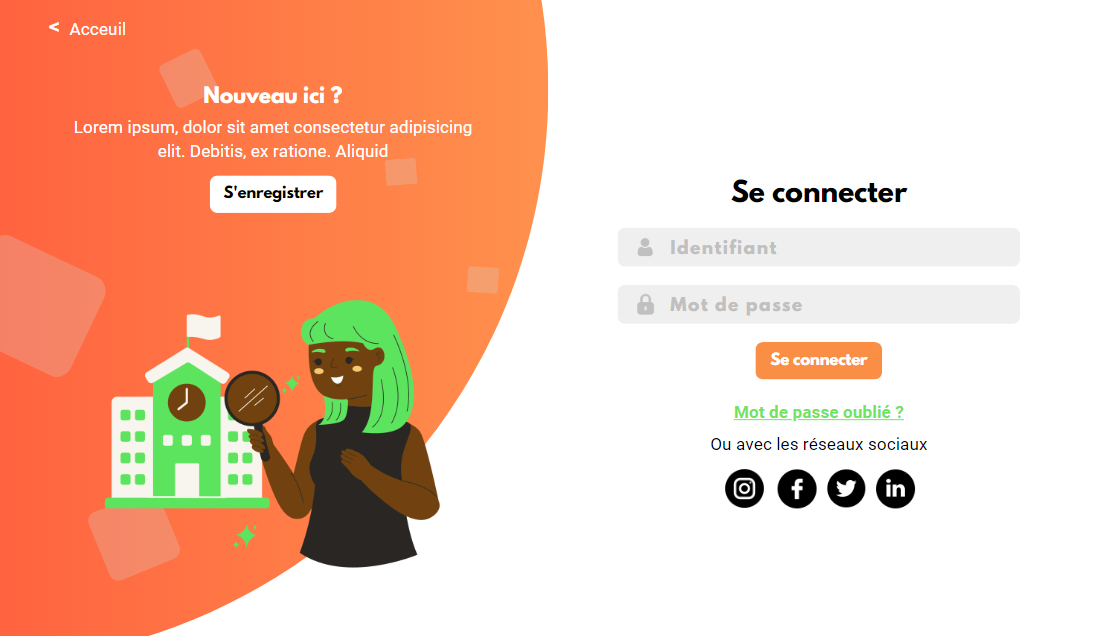 < Acceuil
Nouveau ici ?
Lorem ipsum, dolor sit amet consectetur adipisicing
elit. Debitis, ex ratione. Aliquid
S'enregistrer
Se connecter
Identifiant
Mot de passe
Se connecter
Mot de passe oublié ?
Ou avec les réseaux sociaux
in